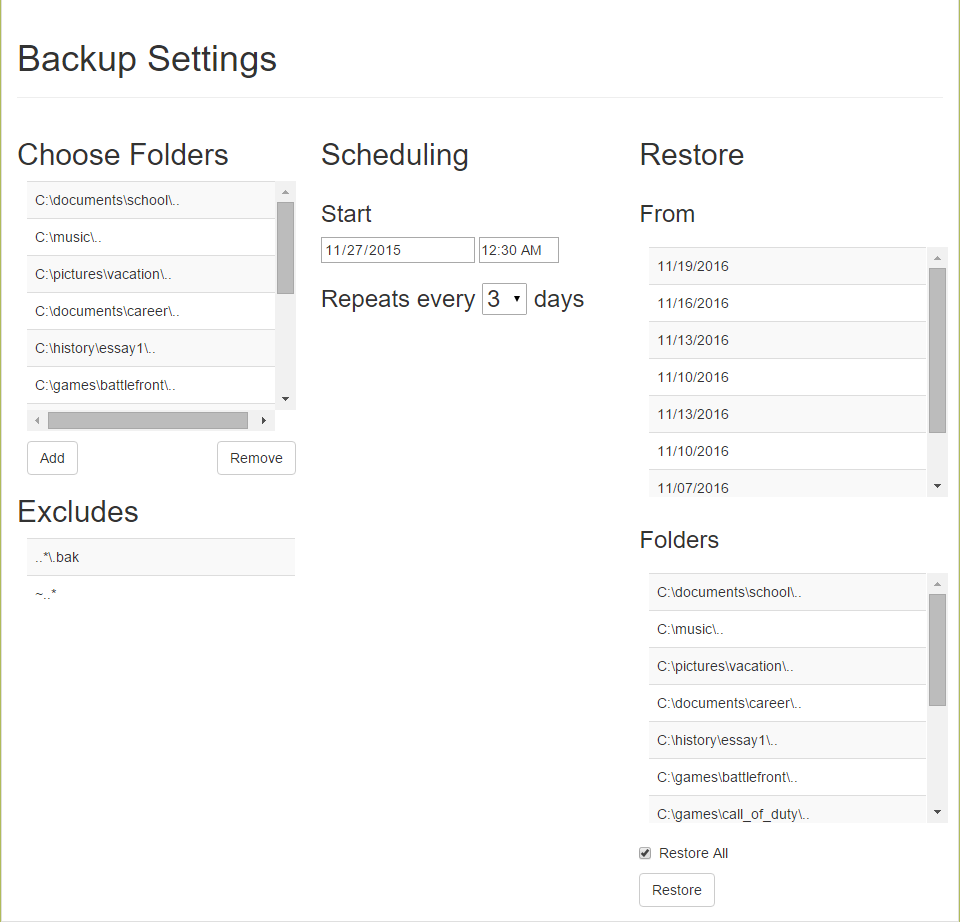 Backup Settings
Choose Folders
C:\documents\school\..
C:\music\..
C:\pictures\vacation\..
C:\documents\career\..
C:\history\essay1\..
C:\games\battlefront\..
Add
Remove
Excludes
..*\.bak
~..*
Scheduling
Start
11/27/2015
12:30 AM
Repeats every 3 days
Restore
From
11/19/2016
11/16/2016
11/13/2016
11/10/2016
11/13/2016
11/10/2016
11/07/2016
Folders
C:\documents\school\..
C:\music\..
C:\pictures\vacation\..
C:\documents\career\..
C:\history\essay1\..
C:\games\battlefront\..
C:\games\call_of_duty\..
Restore All
Restore